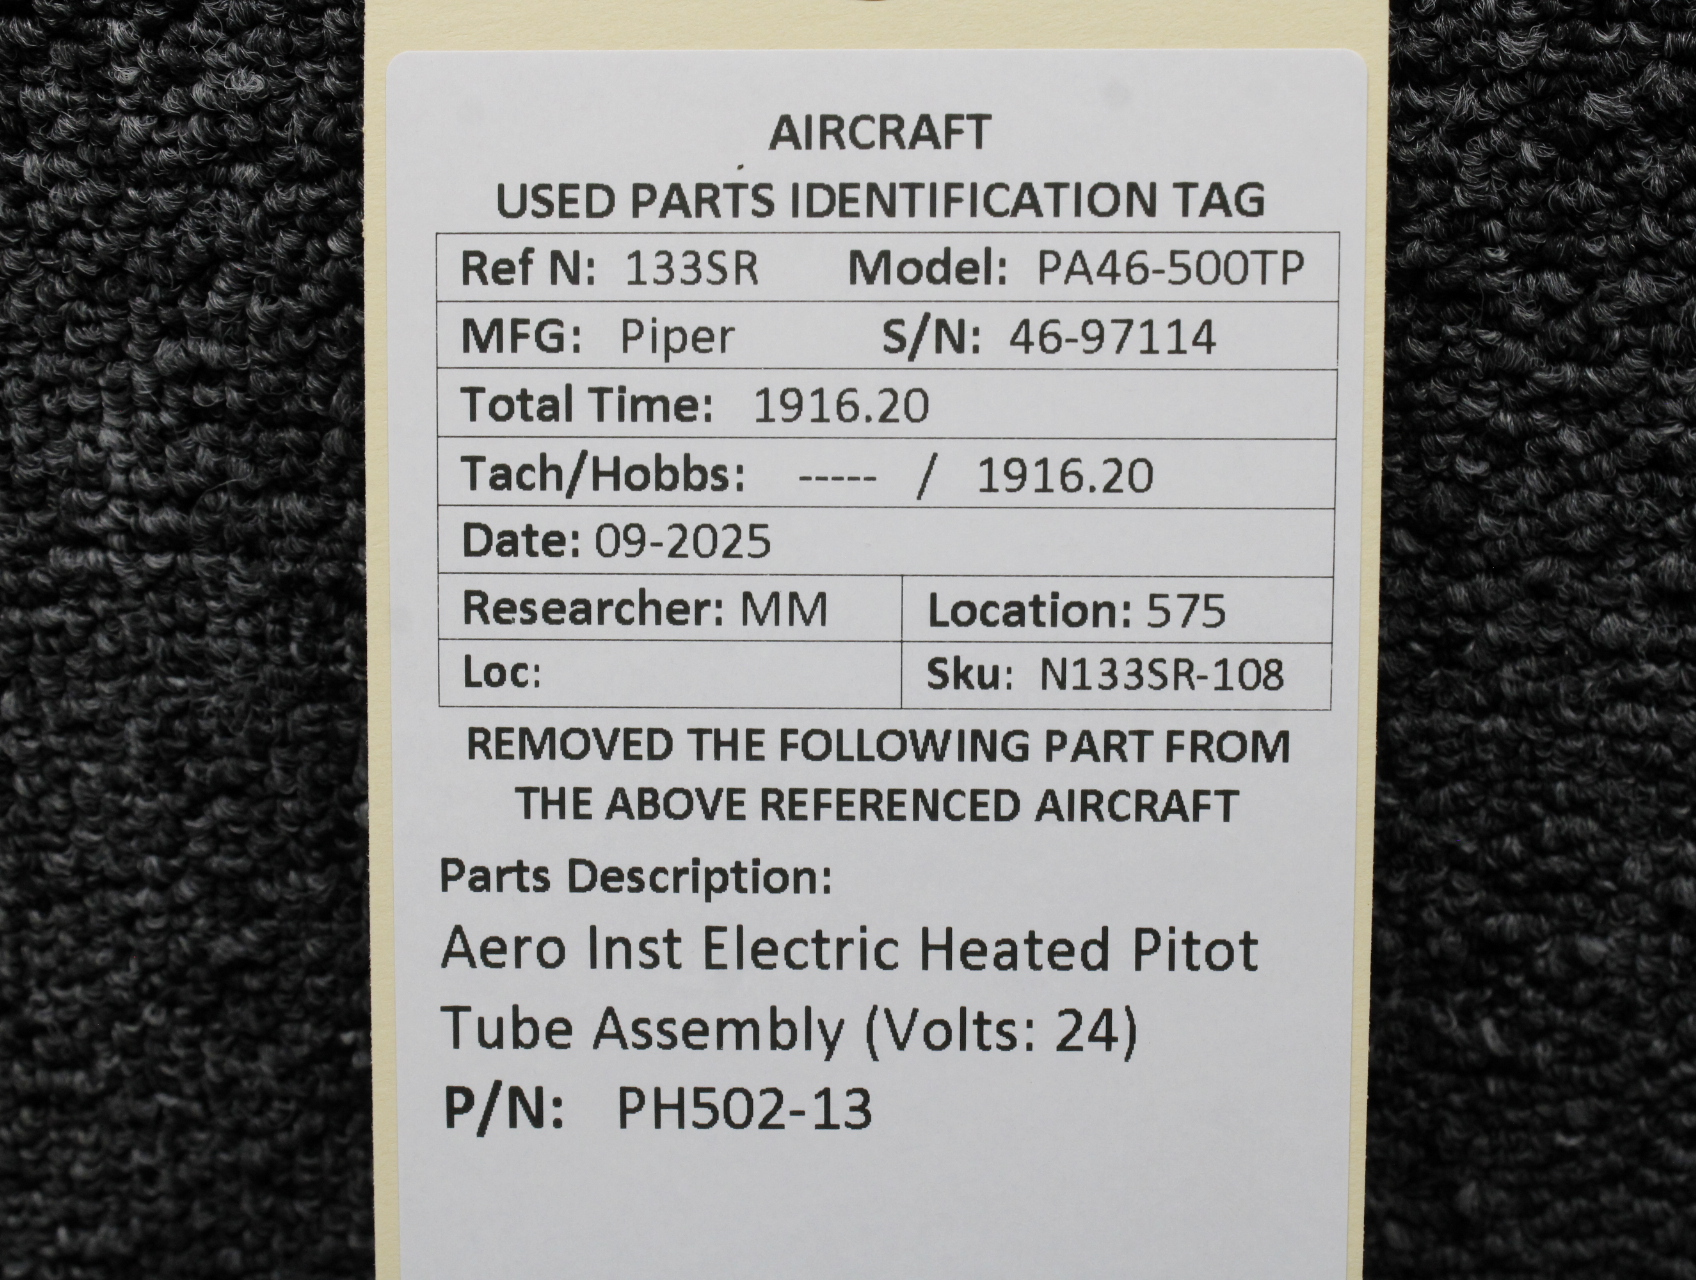 AIRCRAFT
USED PARTS IDENTIFICATION TAG
Ref N: 133SR Model: PA46-500TP
MFG: Piper S/N: 46-97114
Total Time: 1916.20
Tach/Hobbs: ----- / 1916.20
Date: 09-2025
Researcher: MM Location: 575
Loc: Sku: N133SR-108
REMOVED THE FOLLOWING PART FROM
THE ABOVE REFERENCED AIRCRAFT
Parts Description:
Aero Inst Electric Heated Pitot
Tube Assembly (Volts: 24)
P/N: PH502-13